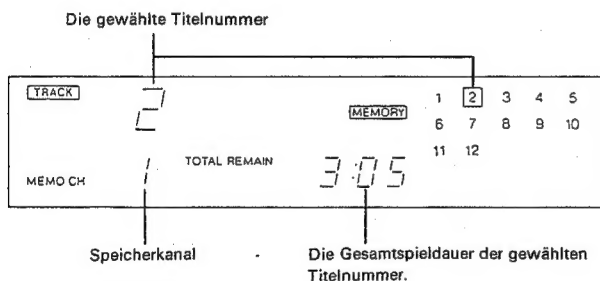 Die gewählte Titelnummer
TRACK 2 MEMORY 1 2 3 4 5
6 7 8 9 10
11 12
MEMO CH 1 TOTAL REMAIN 3:05
Speicherkanal
Die Gesamtspieldauer der gewählten
Titelnummer.